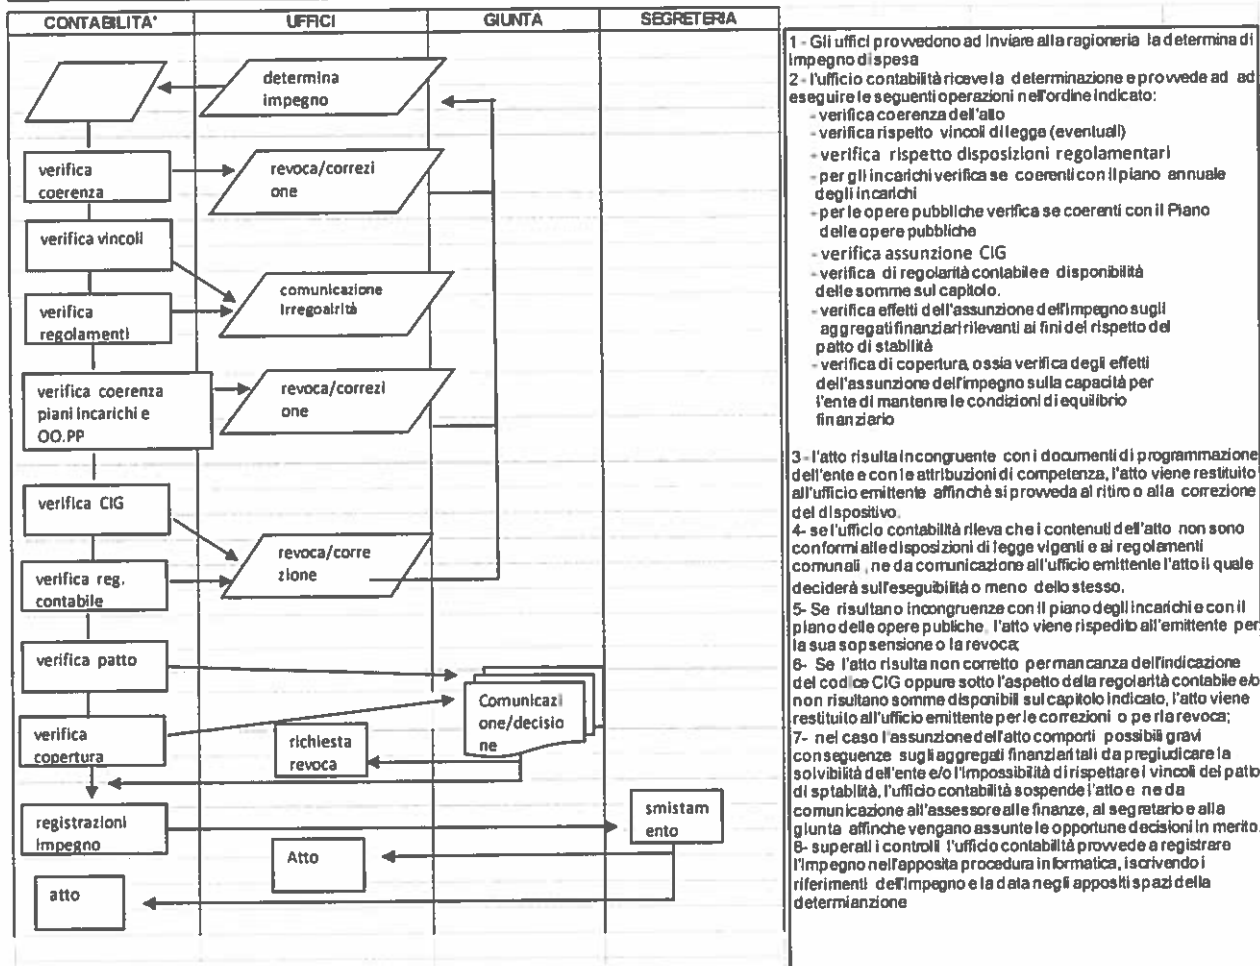 CONTABILITA' UFFICI GIUNTA SEGRETERIA
determina
impegno
verifica
coerenza
revoca/correzi
one
verifica vincoli
comunicazione
irregoalrità
verifica
regolamenti
verifica coerenza
piani incarichi e
OO.PP
revoca/correzi
one
verifica CIG
revoca/corre
zione
verifica reg.
contabile
verifica patto
Comunicazi
one/decisio
ne
verifica
copertura
richiesta
revoca
registrazioni
impegno
smistam
ento
Atto
atto
1 - Gli uffici provvedono ad inviare alla ragioneria la determina di
impegno di spesa
2 - l'ufficio contabilità riceve la determinazione e provvede ad ad
eseguire le seguenti operazioni nell'ordine indicato:
- verifica coerenza dell'atto
- verifica rispetto vincoli di legge (eventuali)
- verifica rispetto disposizioni regolamentari
- per gli incarichi verifica se coerenti con il piano annuale
degli incarichi
- per le opere pubbliche verifica se coerenti con il Piano
delle opere pubbliche
- verifica assunzione CIG
- verifica di regolarità contabile e disponibilità
delle somme sul capitolo.
- verifica effetti dell'assunzione dell'impegno sugli
aggregati finanziari rilevanti ai fini del rispetto del
patto di stabilità
- verifica di copertura, ossia verifica degli effetti
dell'assunzione dell'impegno sulla capacità per
l'ente di mantenre le condizioni di equilibrio
finanziario
3 - l'atto risulta incongruente con i documenti di programmazione
dell'ente e con le attribuzioni di competenza, l'atto viene restituito
all'ufficio emittente affinchè si provveda al ritiro o alla correzione
del dispositivo.
4- se l'ufficio contabilità rileva che i contenuti dell'atto non sono
conformi alle disposizioni di legge vigenti e ai regolamenti
comunali , ne da comunicazione all'ufficio emittente l'atto il quale
deciderà sull'eseguibilità o meno dello stesso.
5- Se risultano incongruenze con il piano degli incarichi e con il
piano delle opere publiche, l'atto viene rispedito all'emittente per
la sua sopsensione o la revoca;
6- Se l'atto risulta non corretto per mancanza dell'indicazione
del codice CIG oppure sotto l'aspetto della regolarità contabile e/o
non risultano somme disponibili sul capitolo indicato, l'atto viene
restituito all'ufficio emittente per le correzioni o per la revoca;
7- nel caso l'assunzione dell'atto comporti possibili gravi
conseguenze sugli aggregati finanziari tali da pregiudicare la
solvibilità dell'ente e/o l'impossibilità di rispettare i vincoli del patto
di sptabilità, l'ufficio contabilità sospende l'atto e ne da
comunicazione all'assessore alle finanze, al segretario e alla
giunta affinche vengano assunte le opportune decisioni in merito.
8- superati i controlli l'ufficio contabilità provvede a registrare
l'impegno nell'apposita procedura informatica, iscrivendo i
riferimenti dell'impegno e la data negli appositi spazi della
determianzione